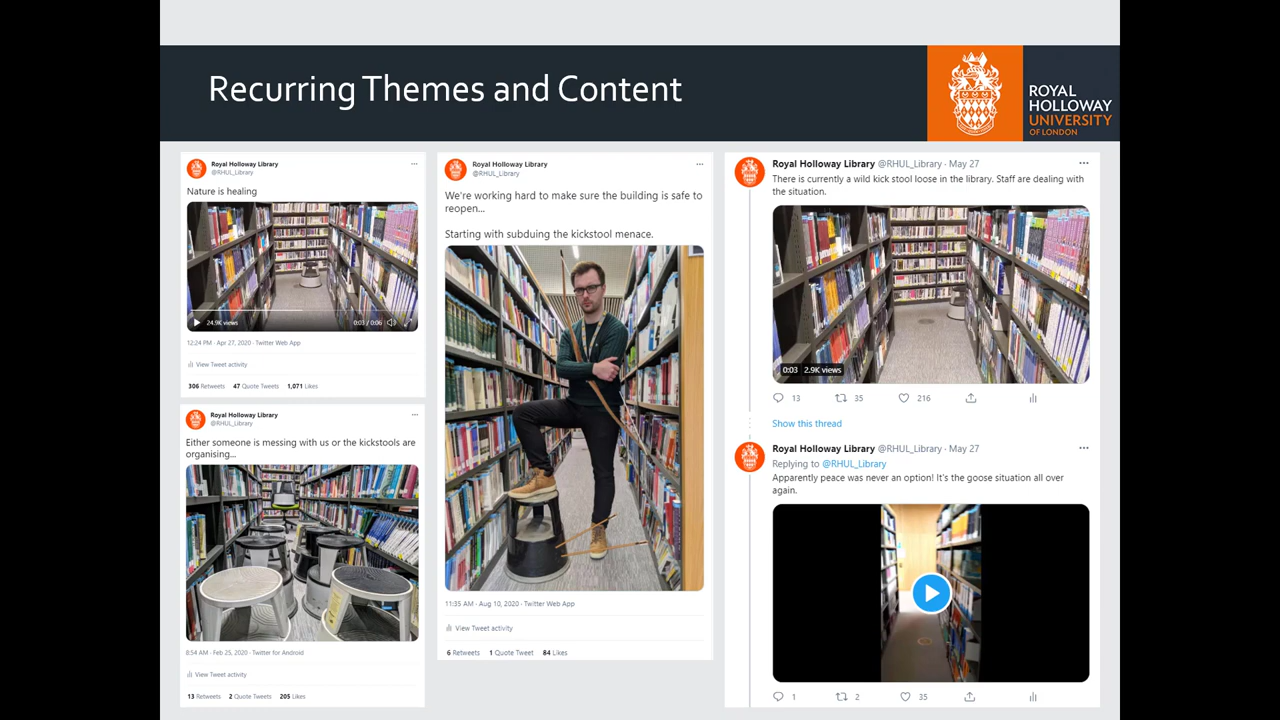 Recurring Themes and Content
ROYAL
HOLLOWAY
UNIVERSITY
OF LONDON
Royal Holloway Library
@RHUL_Library
Nature is healing
24.9K views
0:03 / 0:06
12:24 PM · Apr 27, 2020 · Twitter Web App
View Tweet activity
306 Retweets 47 Quote Tweets 1,071 Likes
Royal Holloway Library
@RHUL_Library
Either someone is messing with us or the kickstools are
organising...
8:54 AM · Feb 25, 2020 · Twitter for Android
View Tweet activity
13 Retweets 2 Quote Tweets 205 Likes
Royal Holloway Library
@RHUL_Library
We're working hard to make sure the building is safe to
reopen...
Starting with subduing the kickstool menace.
11:35 AM · Aug 10, 2020 · Twitter Web App
View Tweet activity
6 Retweets 1 Quote Tweet 84 Likes
Royal Holloway Library @RHUL_Library · May 27
There is currently a wild kick stool loose in the library. Staff are dealing with
the situation.
0:03 2.9K views
13 35 216
Show this thread
Royal Holloway Library @RHUL_Library · May 27
Replying to @RHUL_Library
Apparently peace was never an option! It's the goose situation all over
again.
1 2 35